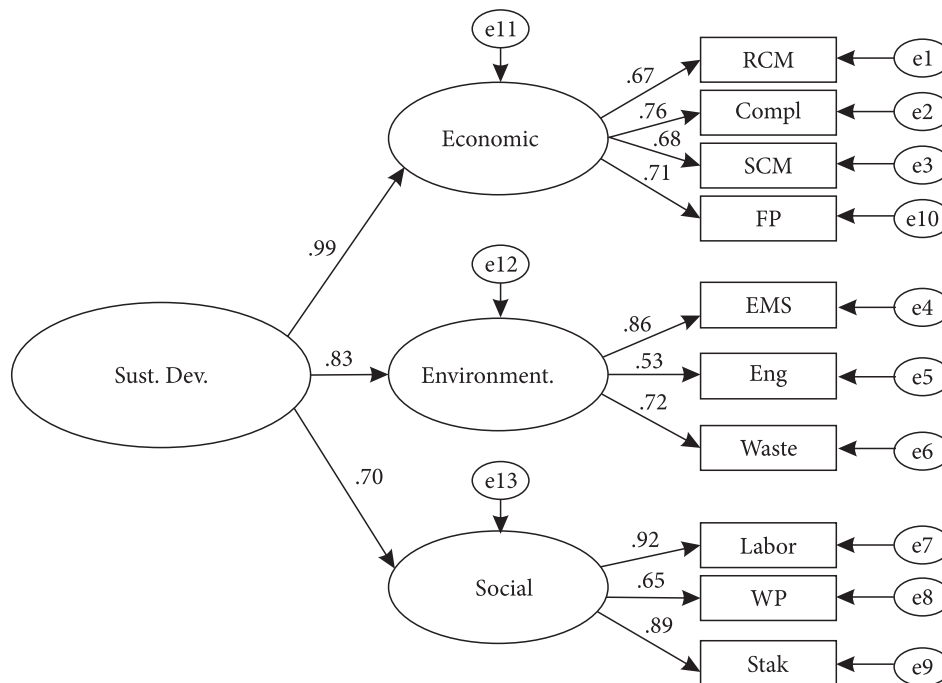 e11
RCM
e1
.67
Compl
e2
.76
Economic
.68
SCM
e3
.71
FP
e10
.99
e12
EMS
e4
.86
.83
.53
Sust. Dev.
Environment.
Eng
e5
.72
Waste
e6
.70
e13
.92
Labor
e7
Social
.65
WP
e8
.89
Stak
e9